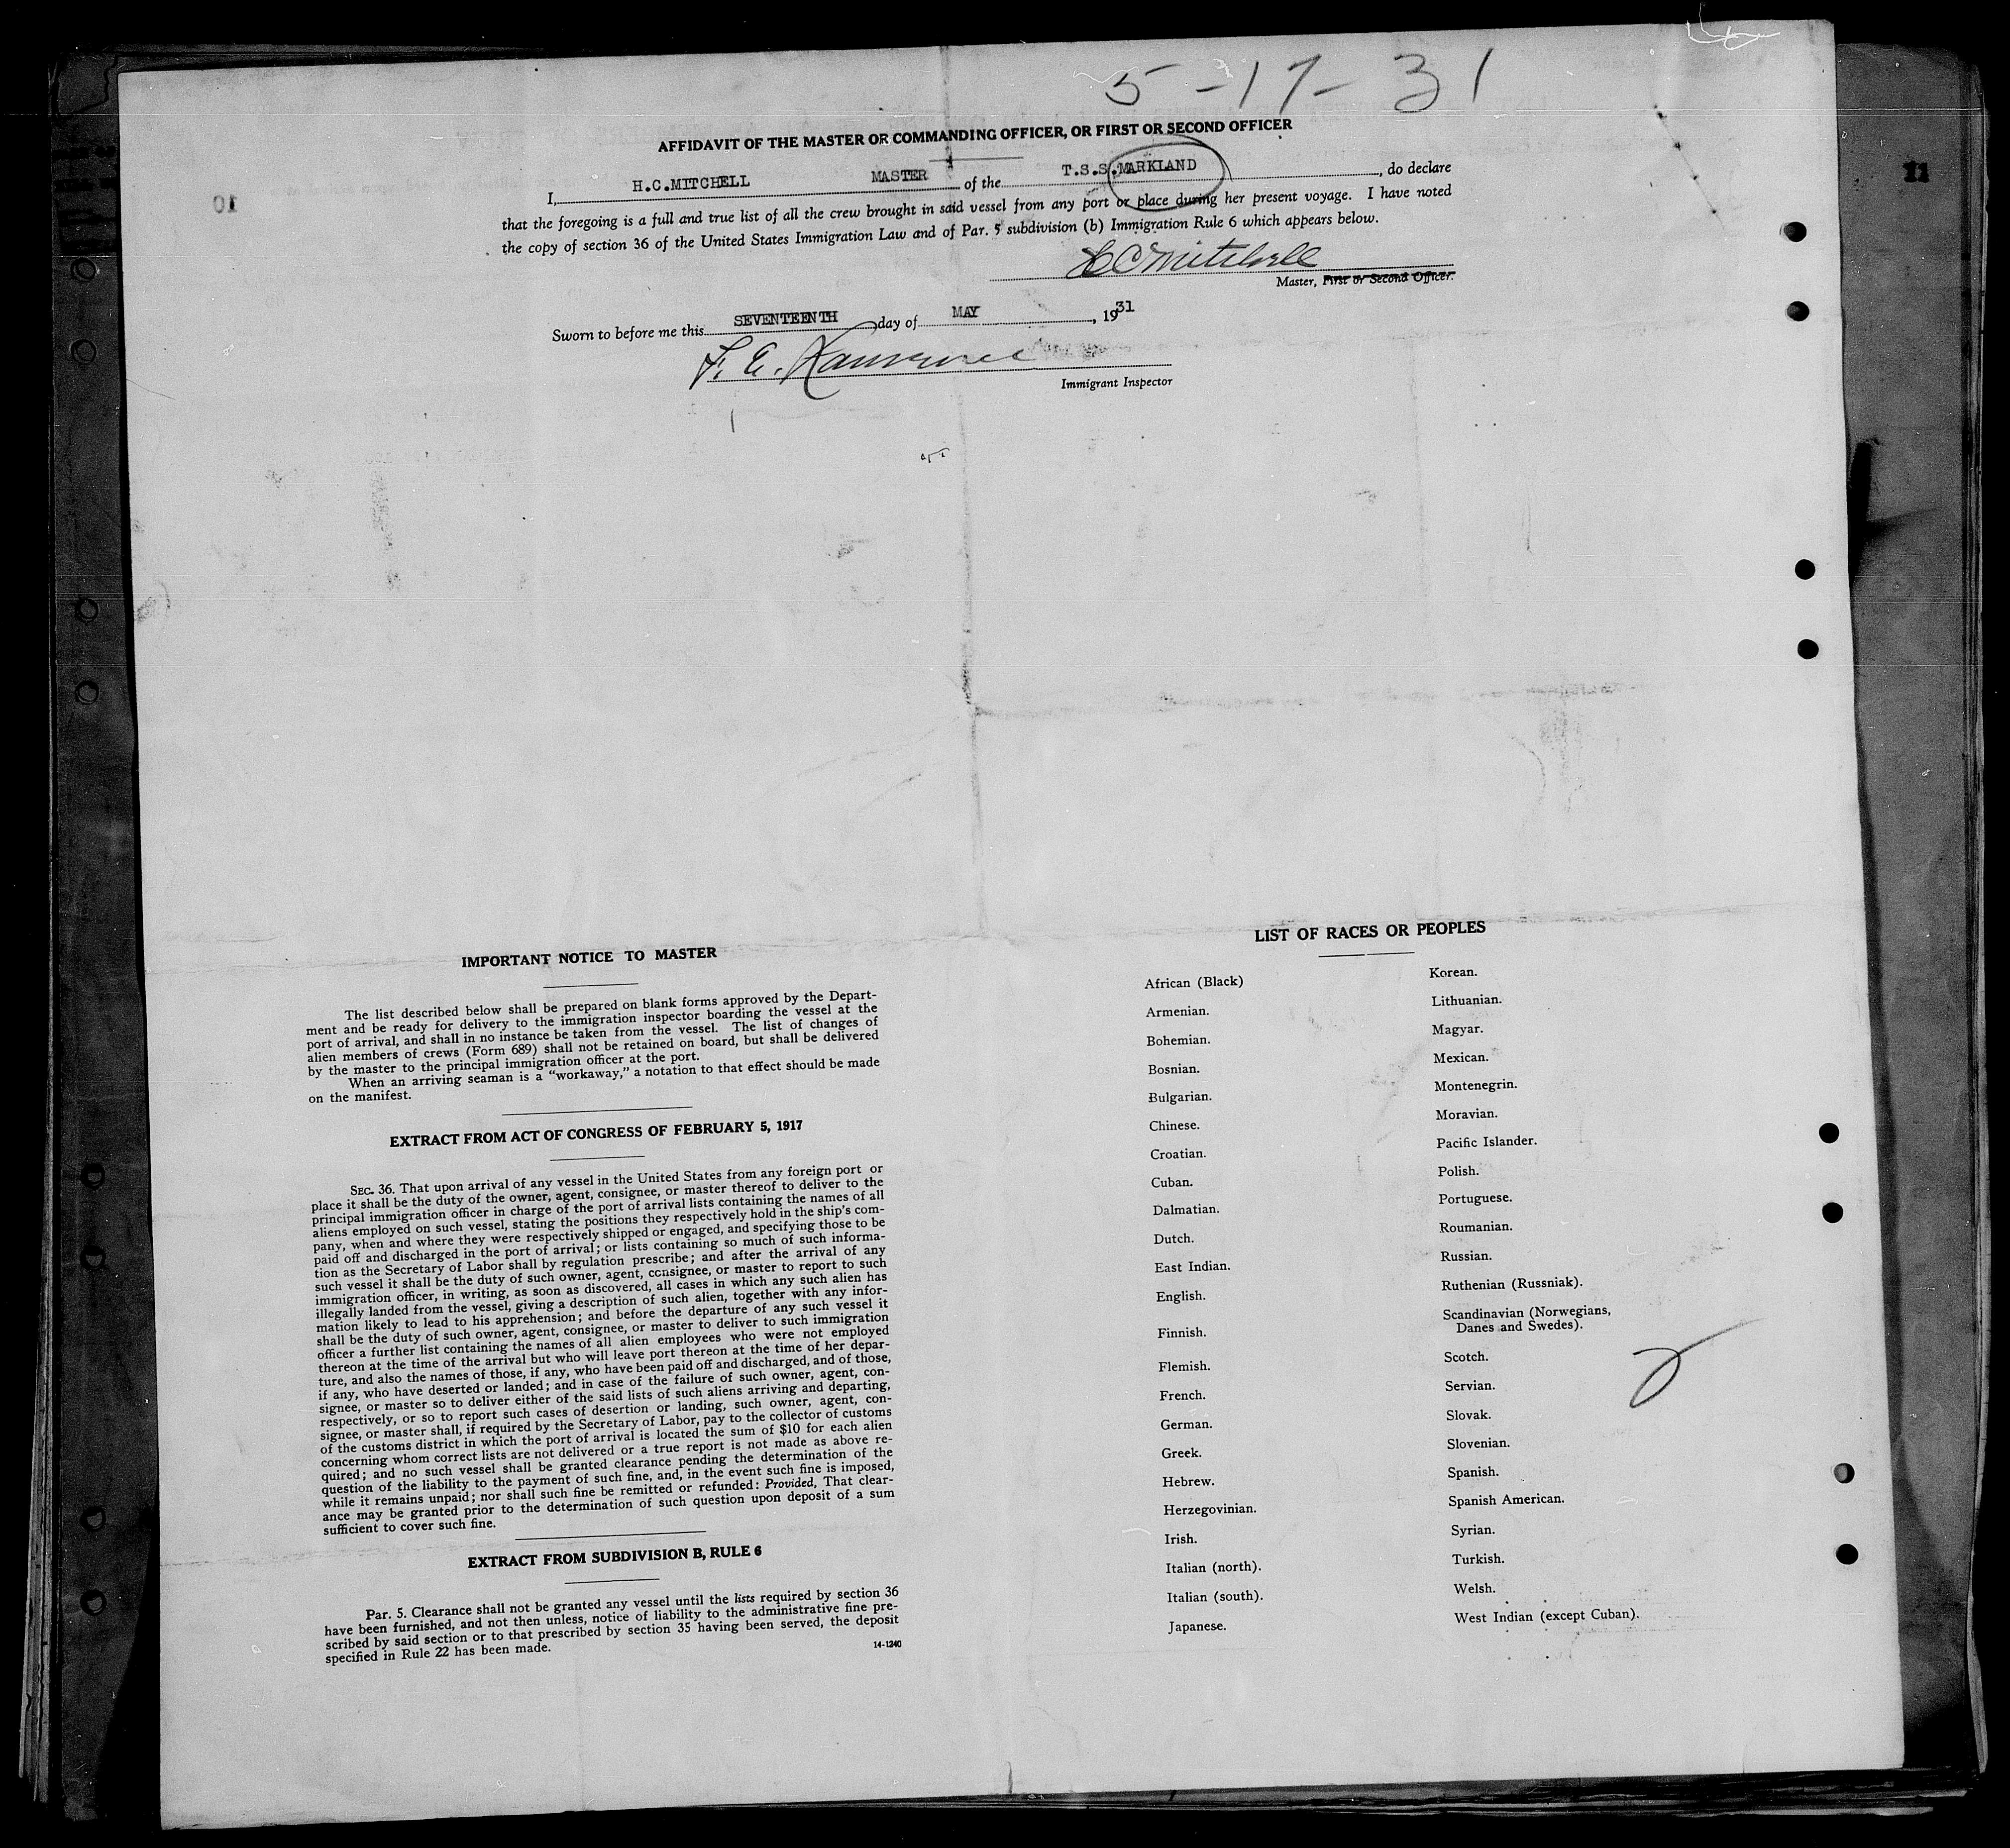 5-17-31
AFFIDAVIT OF THE MASTER OR COMMANDING OFFICER, OR FIRST OR SECOND OFFICER
I, H.C.MITCHELL MASTER of the T.S.S.MARKLAND, do declare
that the foregoing is a full and true list of all the crew brought in said vessel from any port or place during her present voyage. I have noted
the copy of section 36 of the United States Immigration Law and of Par. 5 subdivision (b) Immigration Rule 6 which appears below.
HC Mitchell
Master, First or Second Officer.
Sworn to before me this SEVENTEENTH day of MAY, 1931
F. E.
Immigrant Inspector
10
11
IMPORTANT NOTICE TO MASTER
The list described below shall be prepared on blank forms approved by the Depart-
ment and be ready for delivery to the immigration inspector boarding the vessel at the
port of arrival, and shall in no instance be taken from the vessel. The list of changes of
alien members of crews (Form 689) shall not be retained on board, but shall be delivered
by the master to the principal immigration officer at the port.
When an arriving seaman is a "workaway," a notation to that effect should be made
on the manifest.
EXTRACT FROM ACT OF CONGRESS OF FEBRUARY 5, 1917
SEC. 36. That upon arrival of any vessel in the United States from any foreign port or
place it shall be the duty of the owner, agent, consignee, or master thereof to deliver to the
principal immigration officer in charge of the port of arrival lists containing the names of all
aliens employed on such vessel, stating the positions they respectively hold in the ship's com-
pany, when and where they were respectively shipped or engaged, and specifying those to be
paid off and discharged in the port of arrival; or lists containing so much of such informa-
tion as the Secretary of Labor shall by regulation prescribe; and after the arrival of any
such vessel it shall be the duty of such owner, agent, consignee, or master to report to such
immigration officer, in writing, as soon as discovered, all cases in which any such alien has
illegally landed from the vessel, giving a description of such alien, together with any infor-
mation likely to lead to his apprehension; and before the departure of any such vessel it
shall be the duty of such owner, agent, consignee, or master to deliver to such immigration
officer a further list containing the names of all alien employees who were not employed
thereon at the time of the arrival but who will leave port thereon at the time of her depar-
ture, and also the names of those, if any, who have been paid off and discharged, and of those,
if any, who have deserted or landed; and in case of the failure of such owner, agent, con-
signee, or master so to deliver either of the said lists of such aliens arriving and departing,
respectively, or so to report such cases of desertion or landing, such owner, agent, con-
signee, or master shall, if required by the Secretary of Labor, pay to the collector of customs
of the customs district in which the port of arrival is located the sum of $10 for each alien
concerning whom correct lists are not delivered or a true report is not made as above re-
quired; and no such vessel shall be granted clearance pending the determination of the
question of the liability to the payment of such fine, and, in the event such fine is imposed,
while it remains unpaid; nor shall such fine be remitted or refunded: Provided, That clear-
ance may be granted prior to the determination of such question upon deposit of a sum
sufficient to cover such fine.
EXTRACT FROM SUBDIVISION B, RULE 6
Par. 5. Clearance shall not be granted any vessel until the lists required by section 36
have been furnished, and not then unless, notice of liability to the administrative fine pre-
scribed by said section or to that prescribed by section 35 having been served, the deposit
specified in Rule 22 has been made.
14-1240
LIST OF RACES OR PEOPLES
African (Black)
Armenian.
Bohemian.
Bosnian.
Bulgarian.
Chinese.
Croatian.
Cuban.
Dalmatian.
Dutch.
East Indian.
English.
Finnish.
Flemish.
French.
German.
Greek.
Hebrew.
Herzegovinian.
Irish.
Italian (north).
Italian (south).
Japanese.
Korean.
Lithuanian.
Magyar.
Mexican.
Montenegrin.
Moravian.
Pacific Islander.
Polish.
Portuguese.
Roumanian.
Russian.
Ruthenian (Russniak).
Scandinavian (Norwegians,
Danes and Swedes).
Scotch.
Servian.
Slovak.
Slovenian.
Spanish.
Spanish American.
Syrian.
Turkish.
Welsh.
West Indian (except Cuban).